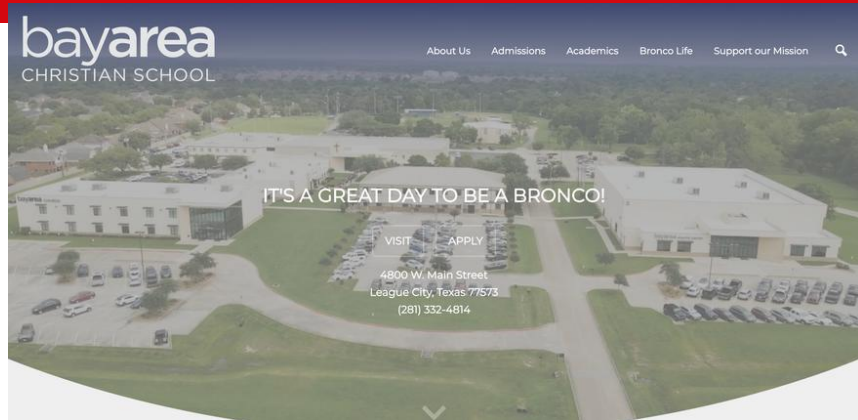 bayarea
CHRISTIAN SCHOOL
About Us Admissions Academics Bronco Life Support our Mission
IT'S A GREAT DAY TO BE A BRONCO!
VISIT APPLY
4800 W. Main Street
League City, Texas 77573
(281) 332-4814
bayarea